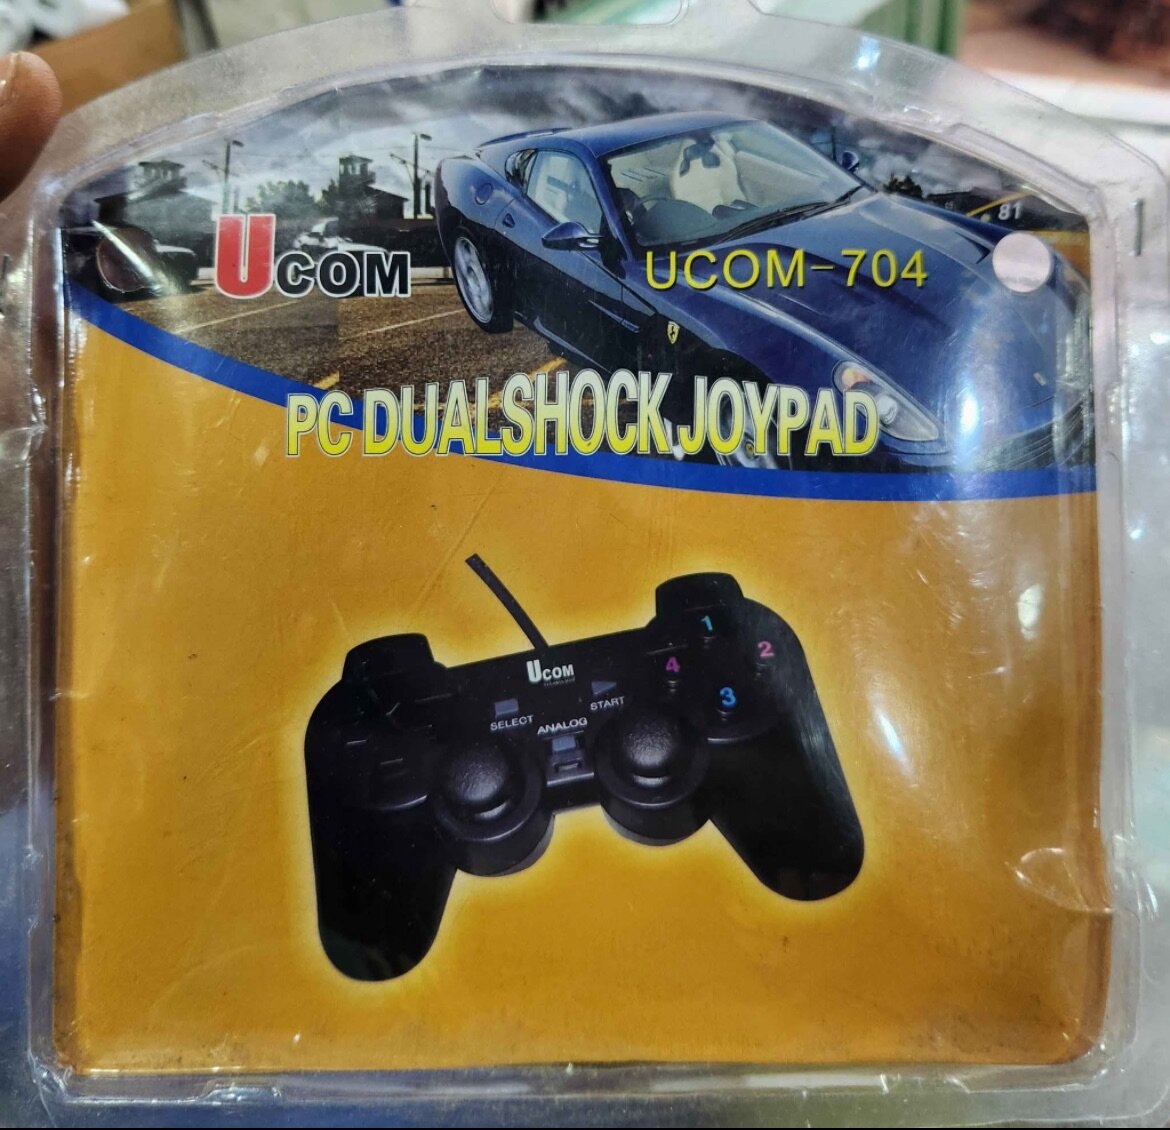 81
UCOM
UCOM-704
PC DUALSHOCK JOYPAD
UCOM
SELECT
START
ANALOG
1
2
3
4